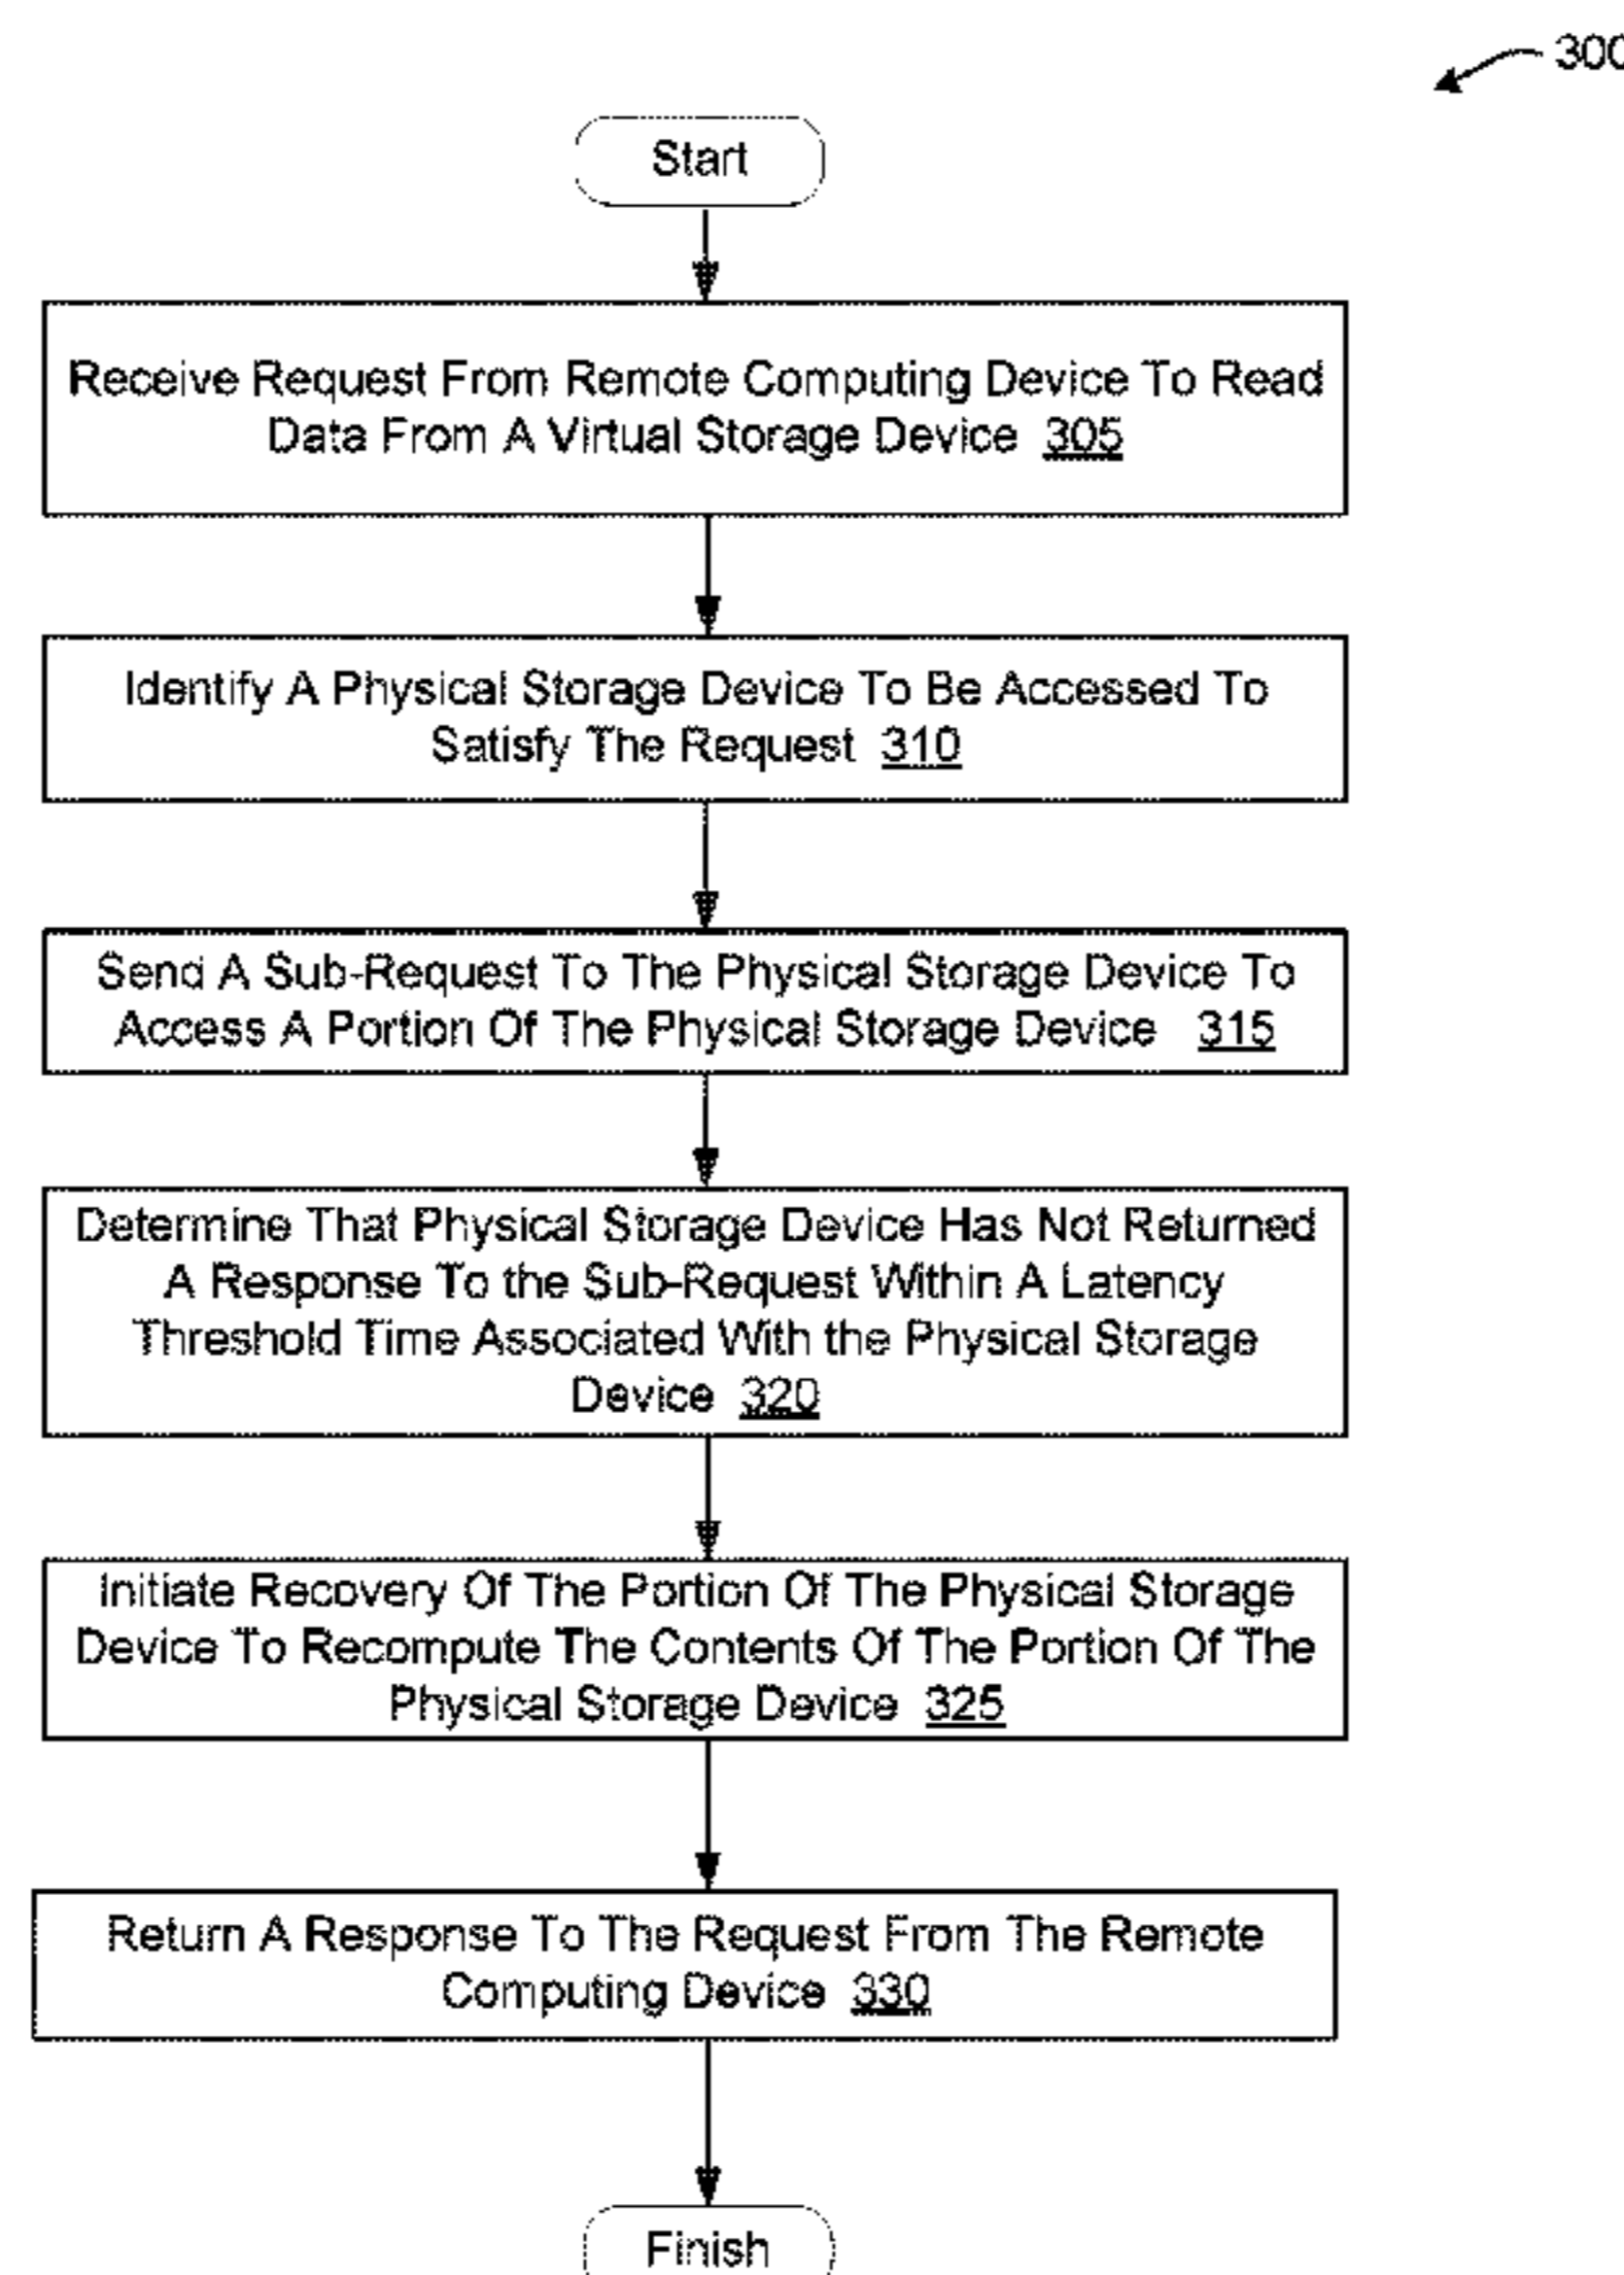 300
Start
Receive Request From Remote Computing Device To Read
Data From A Virtual Storage Device 305
Identify A Physical Storage Device To Be Accessed To
Satisfy The Request 310
Send A Sub-Request To The Physical Storage Device To
Access A Portion Of The Physical Storage Device 315
Determine That Physical Storage Device Has Not Returned
A Response To the Sub-Request Within A Latency
Threshold Time Associated With the Physical Storage
Device 320
Initiate Recovery Of The Portion Of The Physical Storage
Device To Recompute The Contents Of The Portion Of The
Physical Storage Device 325
Return A Response To The Request From The Remote
Computing Device 330
Finish